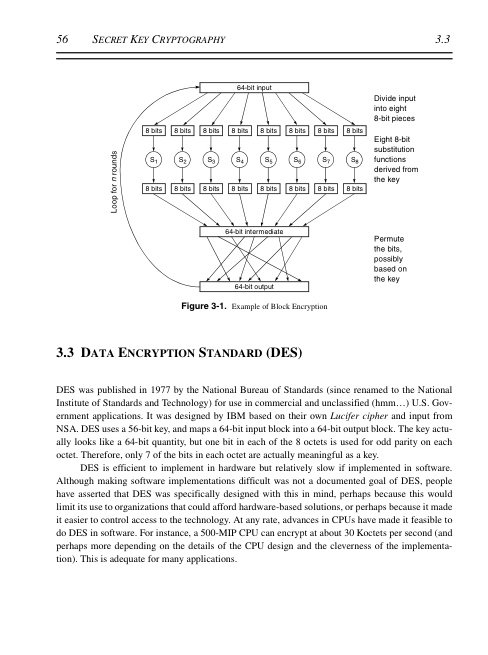 56 SECRET KEY CRYPTOGRAPHY 3.3
64-bit input
Divide input
into eight
8-bit pieces
8 bits 8 bits 8 bits 8 bits 8 bits 8 bits 8 bits 8 bits
Eight 8-bit
substitution
functions
derived from
the key
S1 S2 S3 S4 S5 S6 S7 S8
8 bits 8 bits 8 bits 8 bits 8 bits 8 bits 8 bits 8 bits
Loop for n rounds
64-bit intermediate
Permute
the bits,
possibly
based on
the key
64-bit output
Figure 3-1. Example of Block Encryption
3.3 DATA ENCRYPTION STANDARD (DES)
DES was published in 1977 by the National Bureau of Standards (since renamed to the National
Institute of Standards and Technology) for use in commercial and unclassified (hmm…) U.S. Gov-
ernment applications. It was designed by IBM based on their own Lucifer cipher and input from
NSA. DES uses a 56-bit key, and maps a 64-bit input block into a 64-bit output block. The key actu-
ally looks like a 64-bit quantity, but one bit in each of the 8 octets is used for odd parity on each
octet. Therefore, only 7 of the bits in each octet are actually meaningful as a key.
DES is efficient to implement in hardware but relatively slow if implemented in software.
Although making software implementations difficult was not a documented goal of DES, people
have asserted that DES was specifically designed with this in mind, perhaps because this would
limit its use to organizations that could afford hardware-based solutions, or perhaps because it made
it easier to control access to the technology. At any rate, advances in CPUs have made it feasible to
do DES in software. For instance, a 500-MIP CPU can encrypt at about 30 Koctets per second (and
perhaps more depending on the details of the CPU design and the cleverness of the implementa-
tion). This is adequate for many applications.